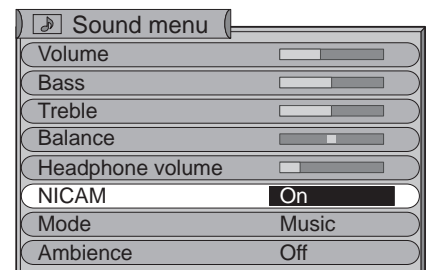 Sound menu
Volume
Bass
Treble
Balance
Headphone volume
NICAM On
Mode Music
Ambience Off